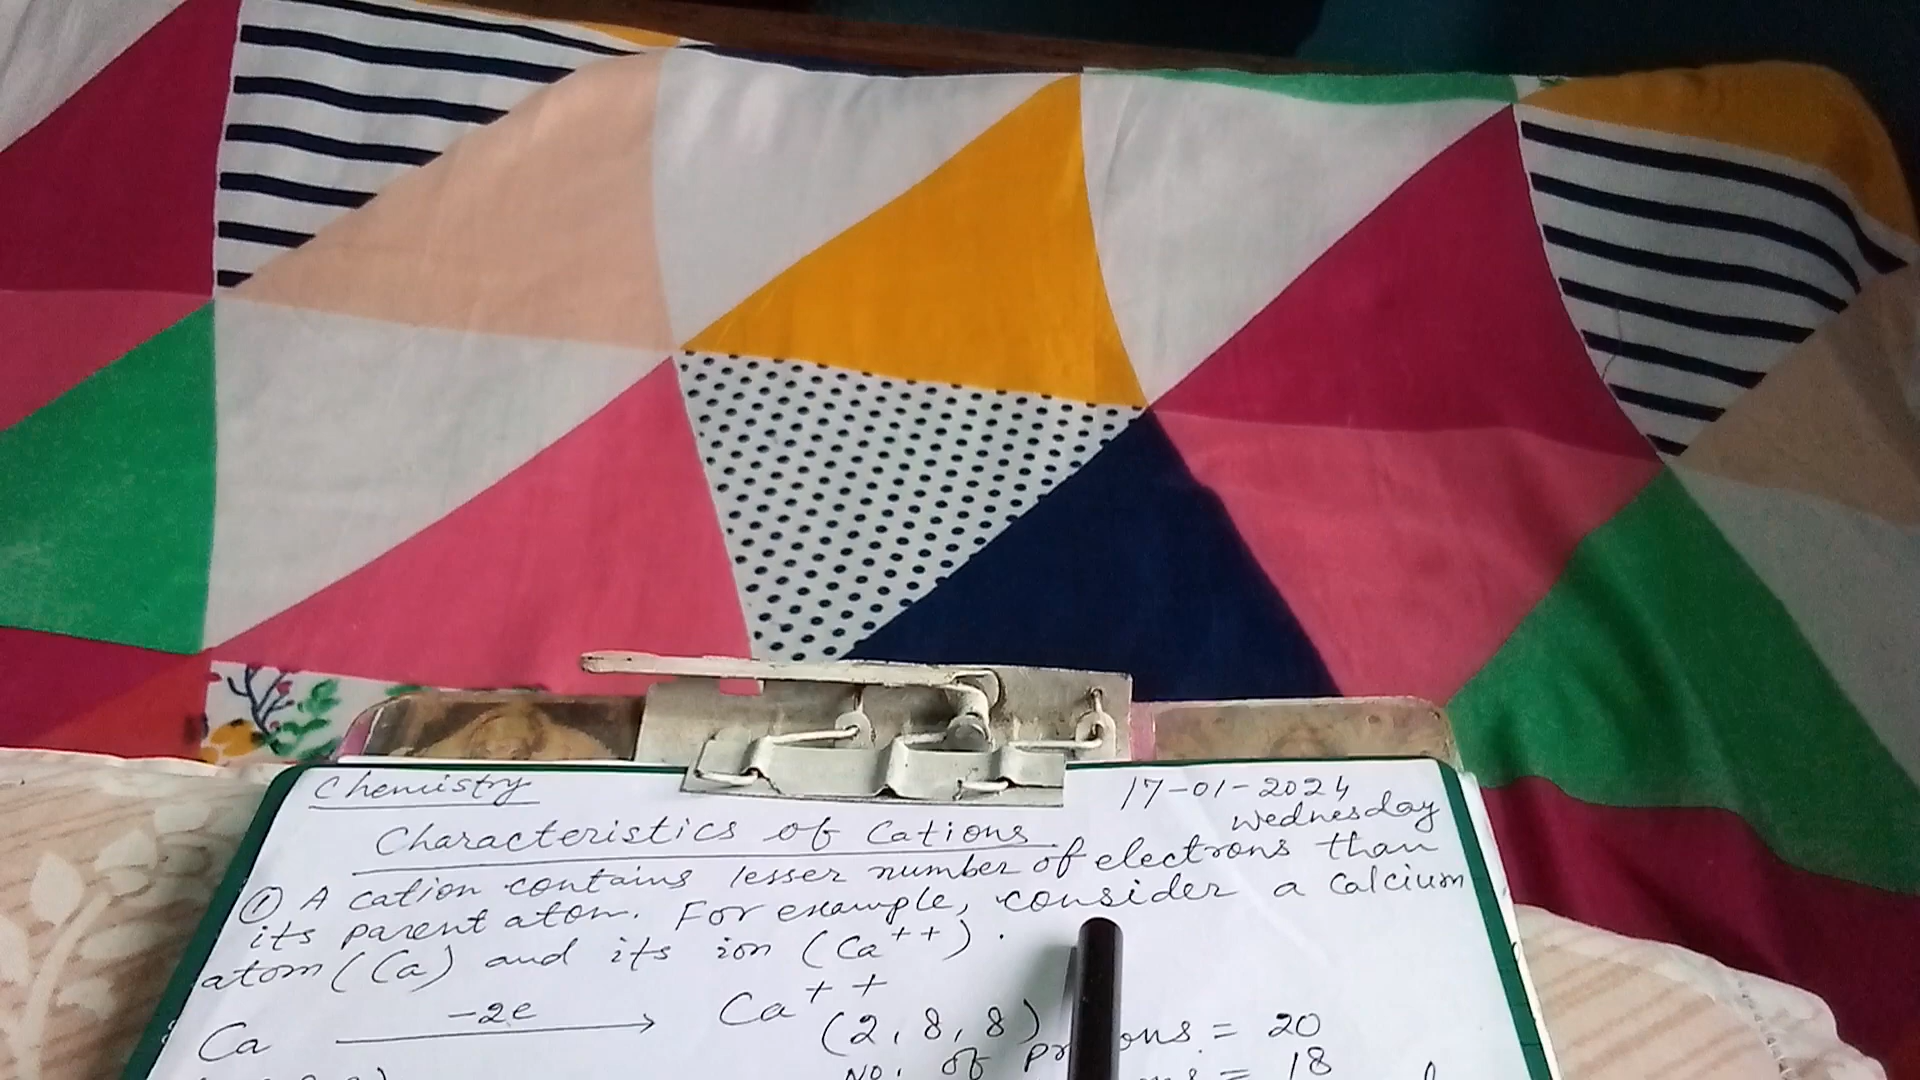 Chemistry
17-01-2024
Wednesday
Characteristics of Cations
① A cation contains lesser number of electrons than
its parent atom. For example, consider a Calcium
atom (Ca) and its ion (Ca⁺⁺).
Ca -2e → Ca⁺⁺
(2, 8, 8)
= 20
No. of
= 18